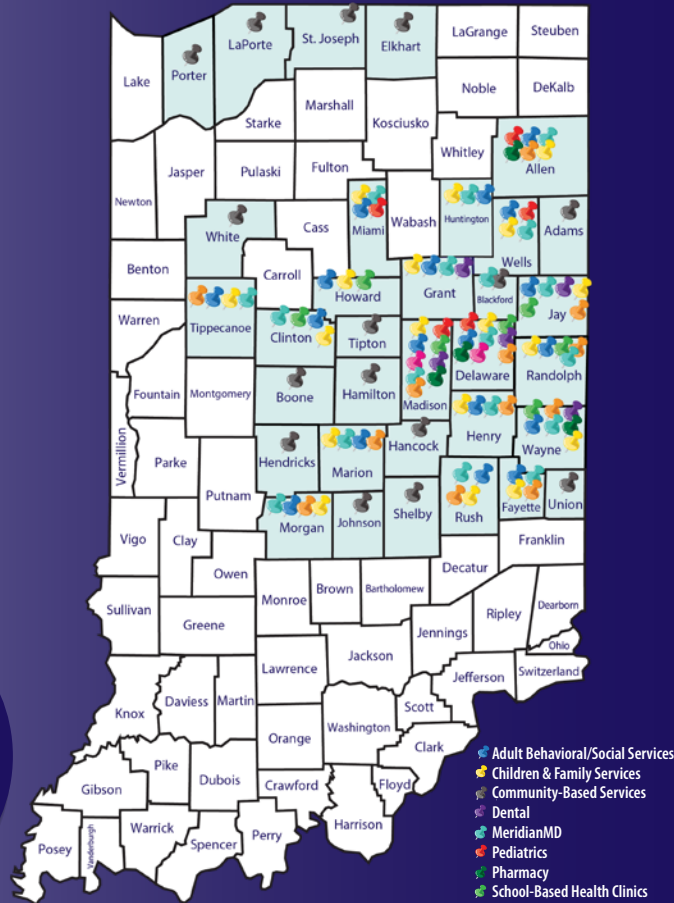 LaGrange
Steuben
LaPorte
St. Joseph
Elkhart
Porter
Lake
Noble
DeKalb
Marshall
Starke
Kosciusko
Whitley
Allen
Jasper
Pulaski
Fulton
Newton
Miami
Wabash
Huntington
Adams
White
Cass
Wells
Benton
Carroll
Howard
Grant
Blackford
Jay
Warren
Tippecanoe
Clinton
Tipton
Delaware
Randolph
Fountain
Montgomery
Boone
Hamilton
Madison
Vermillion
Parke
Hendricks
Marion
Hancock
Henry
Wayne
Putnam
Morgan
Johnson
Shelby
Rush
Fayette
Union
Vigo
Clay
Franklin
Owen
Decatur
Monroe
Brown
Bartholomew
Sullivan
Greene
Ripley
Dearborn
Jennings
Ohio
Lawrence
Jackson
Jefferson
Switzerland
Knox
Daviess
Martin
Scott
Washington
Orange
Clark
Pike
Dubois
Gibson
Crawford
Floyd
Harrison
Posey
Vanderburgh
Warrick
Spencer
Perry
Adult Behavioral/Social Services
Children & Family Services
Community-Based Services
Dental
MeridianMD
Pediatrics
Pharmacy
School-Based Health Clinics